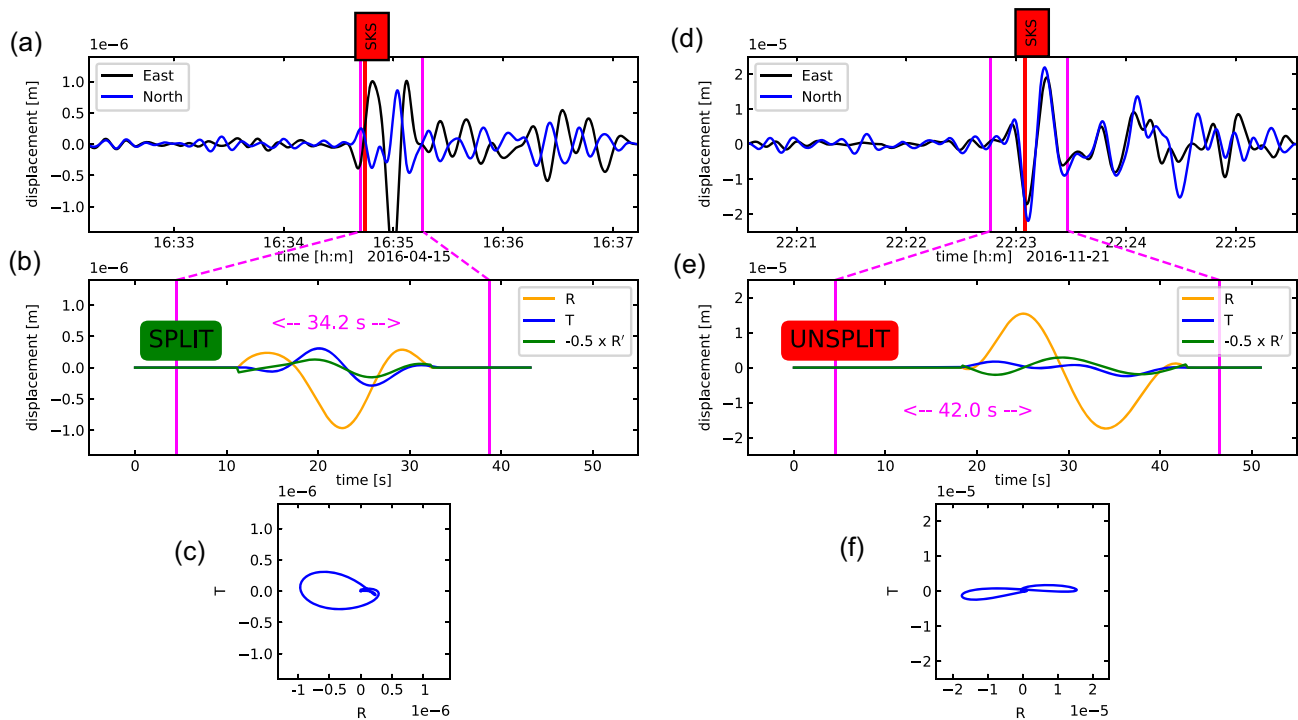 (a)
SKS
1e−6
East
North
displacement [m]
1.0
0.5
0.0
−0.5
−1.0
16:33
16:34
16:35
16:36
16:37
time [h:m]
2016-04-15
(b)
1e−6
SPLIT
<-- 34.2 s -->
R
T
-0.5 x R′
displacement [m]
1.0
0.5
0.0
−0.5
−1.0
0
10
20
30
40
50
time [s]
(c)
1e−6
T
1.0
0.5
0.0
−0.5
−1.0
-1
−0.5
0
0.5
1
R
1e−6
(d)
SKS
1e−5
East
North
displacement [m]
2
1
0
−1
−2
22:21
22:22
22:23
22:24
22:25
time [h:m]
2016-11-21
(e)
1e−5
UNSPLIT
<-- 42.0 s -->
R
T
-0.5 x R′
displacement [m]
2
1
0
−1
−2
0
10
20
30
40
50
time [s]
(f)
1e−5
T
2
1
0
−1
−2
−2
−1
0
1
2
R
1e−5